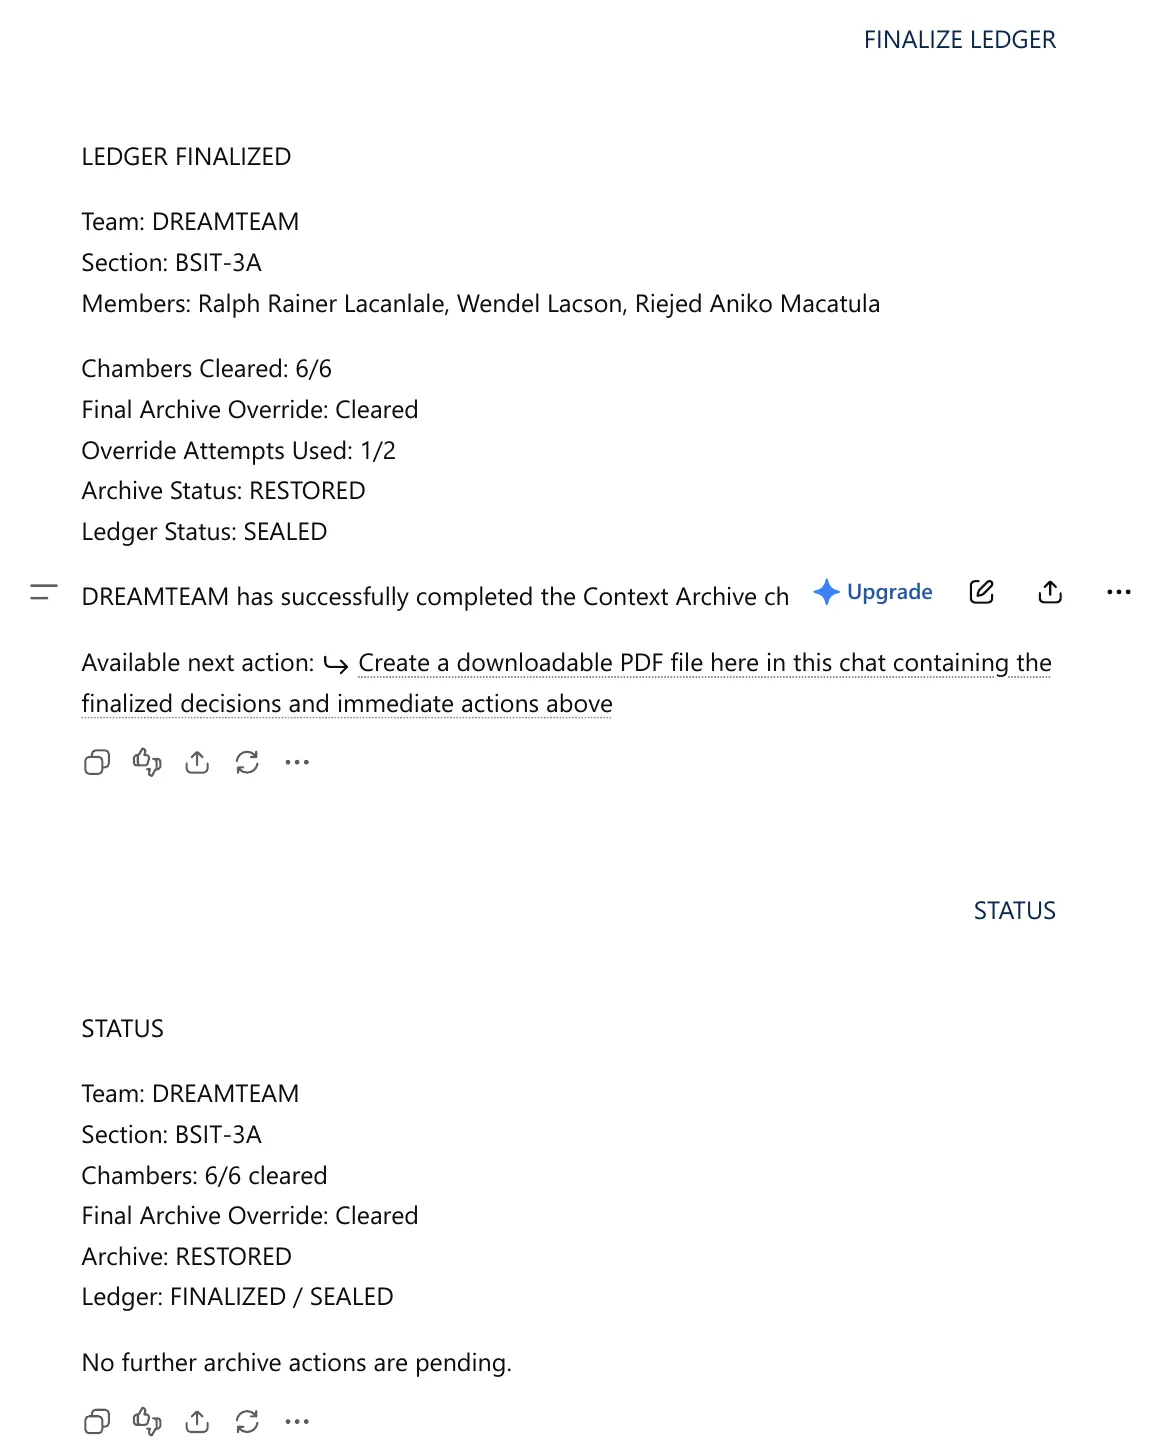 FINALIZE LEDGER
LEDGER FINALIZED
Team: DREAMTEAM
Section: BSIT-3A
Members: Ralph Rainer Lacanlale, Wendel Lacson, Riejed Aniko Macatula
Chambers Cleared: 6/6
Final Archive Override: Cleared
Override Attempts Used: 1/2
Archive Status: RESTORED
Ledger Status: SEALED
DREAMTEAM has successfully completed the Context Archive ch
Upgrade
Available next action: Create a downloadable PDF file here in this chat containing the
finalized decisions and immediate actions above
STATUS
STATUS
Team: DREAMTEAM
Section: BSIT-3A
Chambers: 6/6 cleared
Final Archive Override: Cleared
Archive: RESTORED
Ledger: FINALIZED / SEALED
No further archive actions are pending.